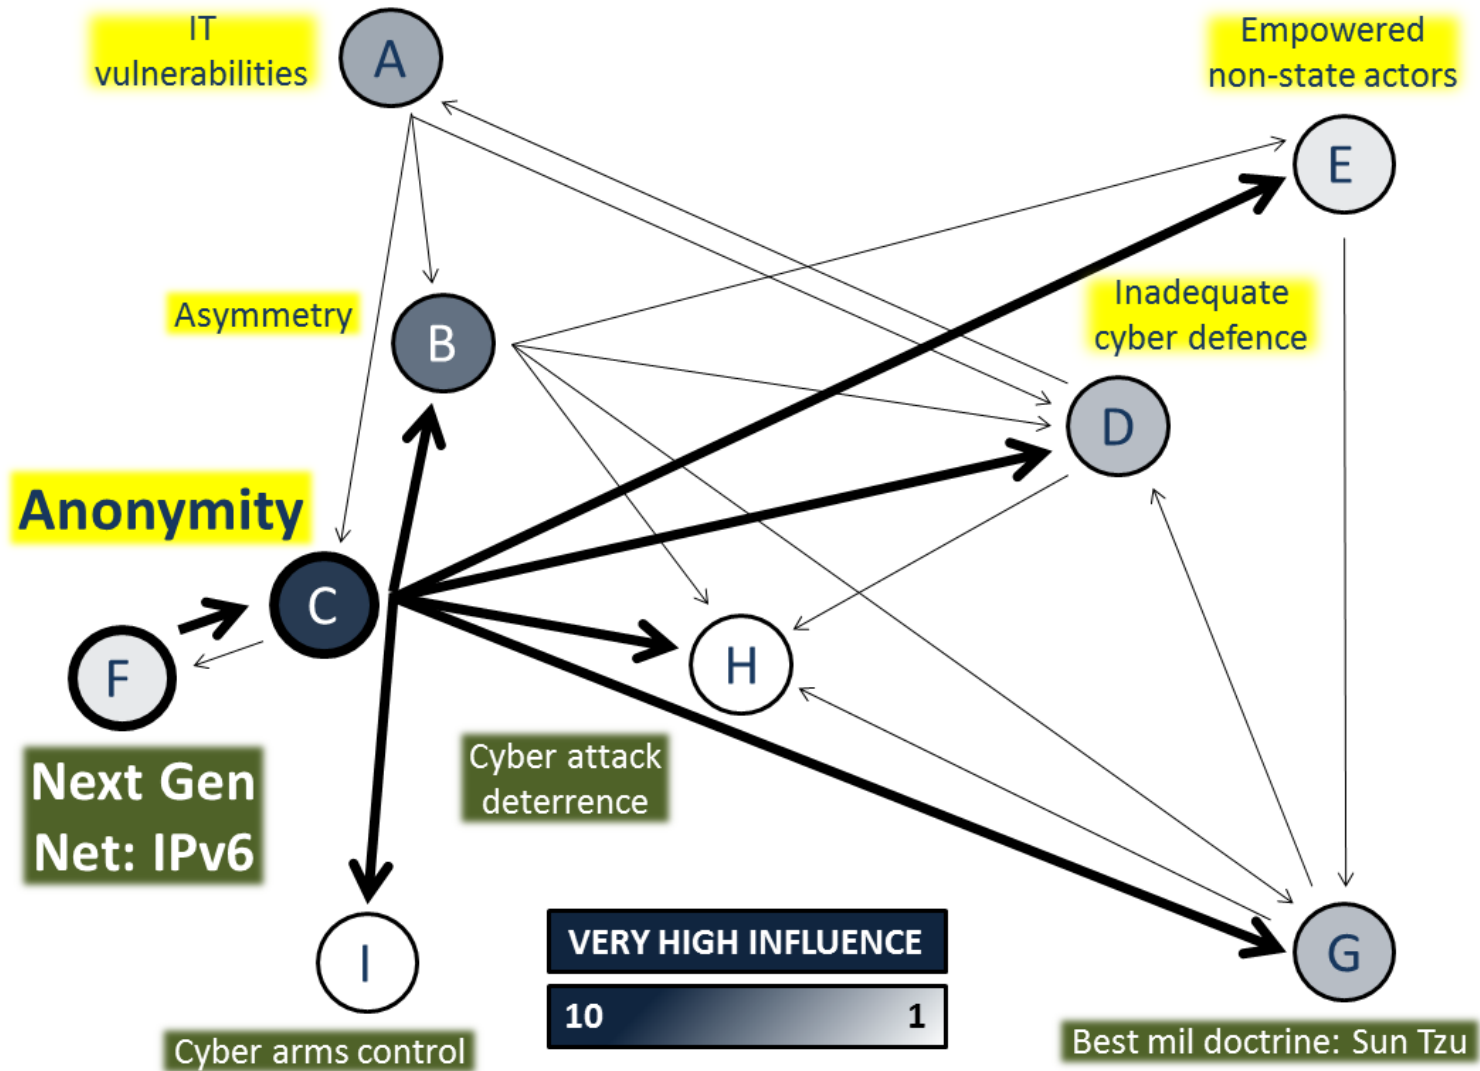 IT
vulnerabilities
A
Empowered
non-state actors
E
Asymmetry
B
Inadequate
cyber defence
D
Anonymity
C
F
H
Next Gen
Net: IPv6
Cyber attack
deterrence
I
VERY HIGH INFLUENCE
10 1
G
Cyber arms control
Best mil doctrine: Sun Tzu